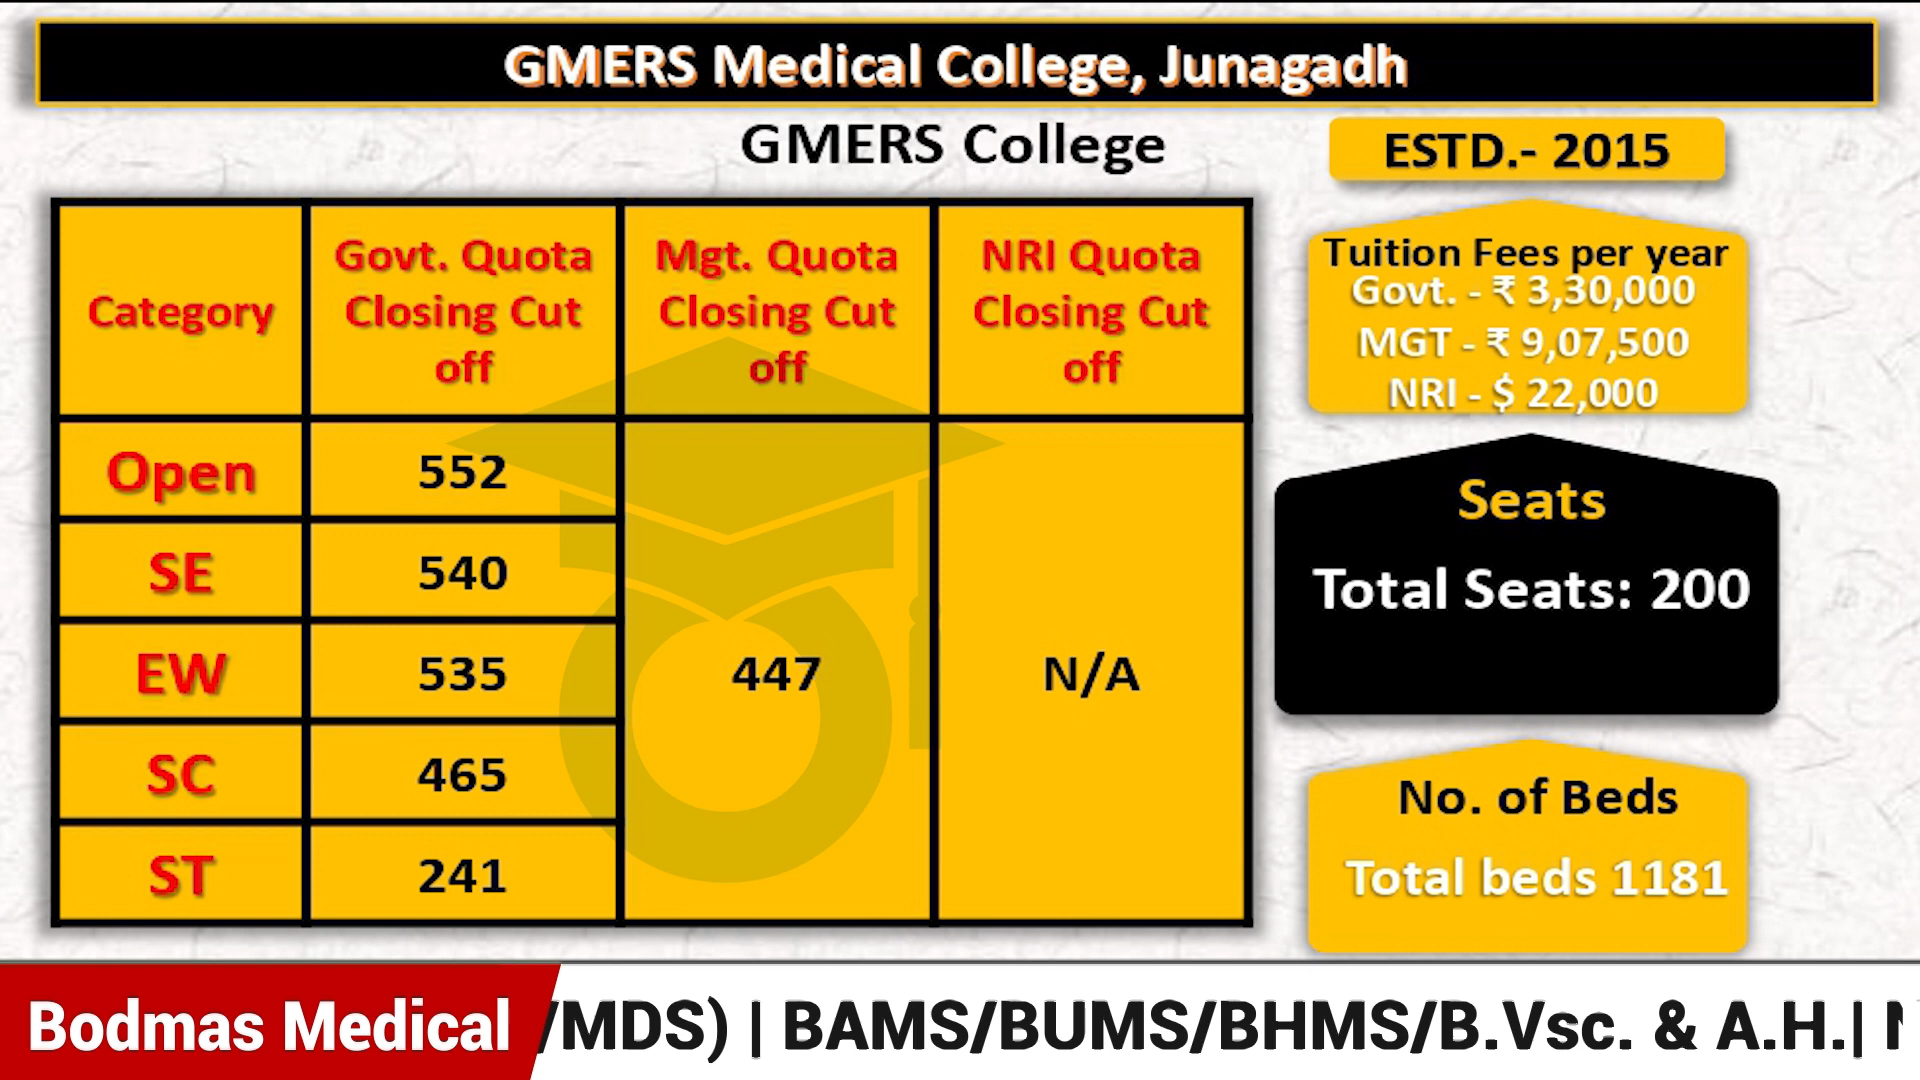 GMERS Medical College, Junagadh
GMERS College
ESTD.- 2015
Category
Govt. Quota
Closing Cut
off
Mgt. Quota
Closing Cut
off
NRI Quota
Closing Cut
off
Open
552
SE
540
EW
535
SC
465
ST
241
447
N/A
Tuition Fees per year
Govt. - ₹ 3,30,000
MGT - ₹ 9,07,500
NRI - $ 22,000
Seats
Total Seats: 200
No. of Beds
Total beds 1181
Bodmas Medical
/MDS) | BAMS/BUMS/BHMS/B.Vsc. & A.H.|